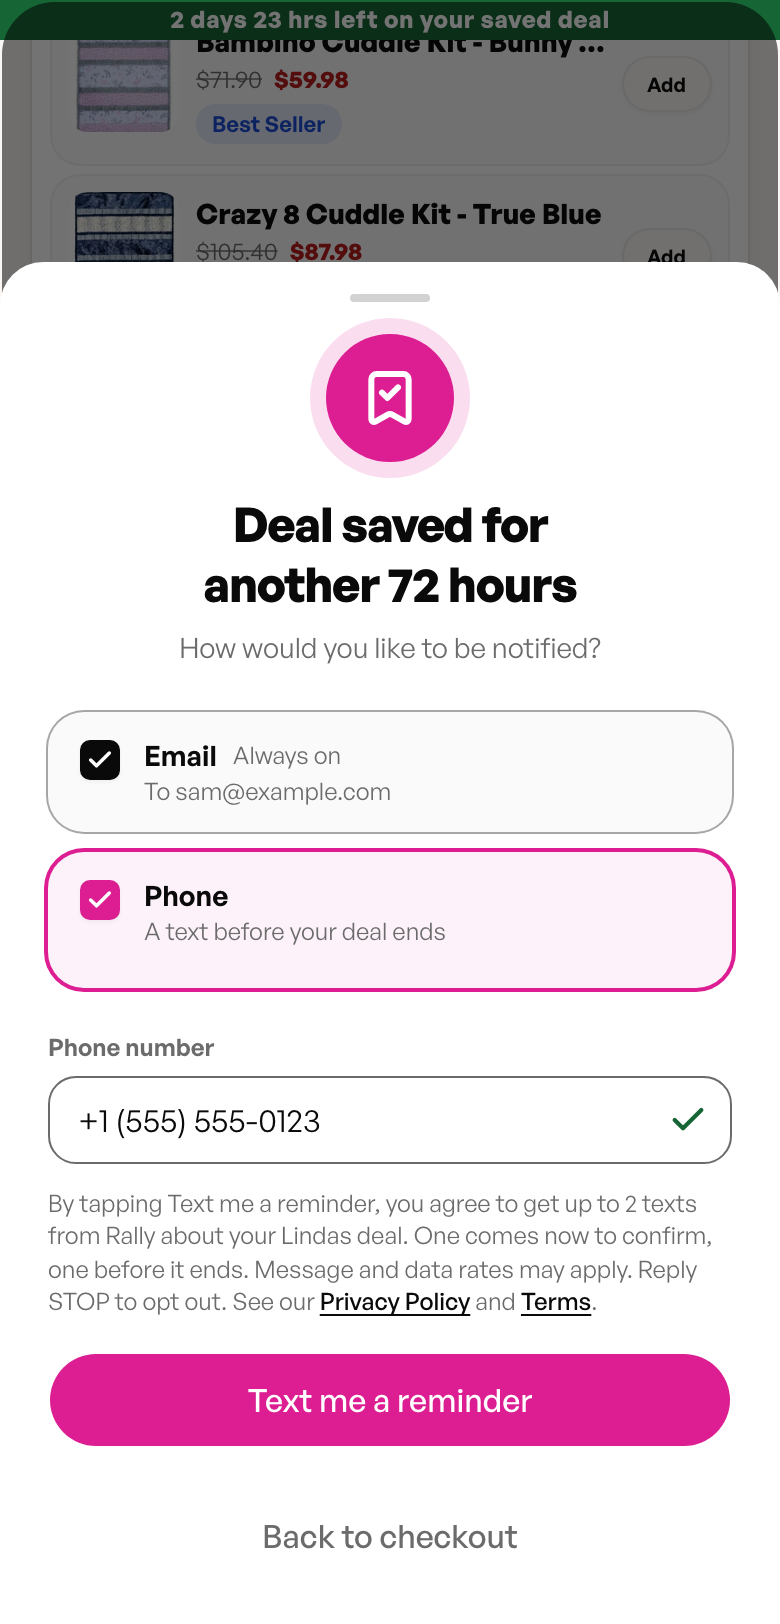 2 days 23 hrs left on your saved deal
Bambino Cuddle Kit - Bunny ...
$71.90 $59.98
Add
Best Seller
Crazy 8 Cuddle Kit - True Blue
$105.40 $87.98
Add
Deal saved for
another 72 hours
How would you like to be notified?
Email Always on
To sam@example.com
Phone
A text before your deal ends
Phone number
+1 (555) 555-0123
By tapping Text me a reminder, you agree to get up to 2 texts
from Rally about your Lindas deal. One comes now to confirm,
one before it ends. Message and data rates may apply. Reply
STOP to opt out. See our Privacy Policy and Terms.
Text me a reminder
Back to checkout